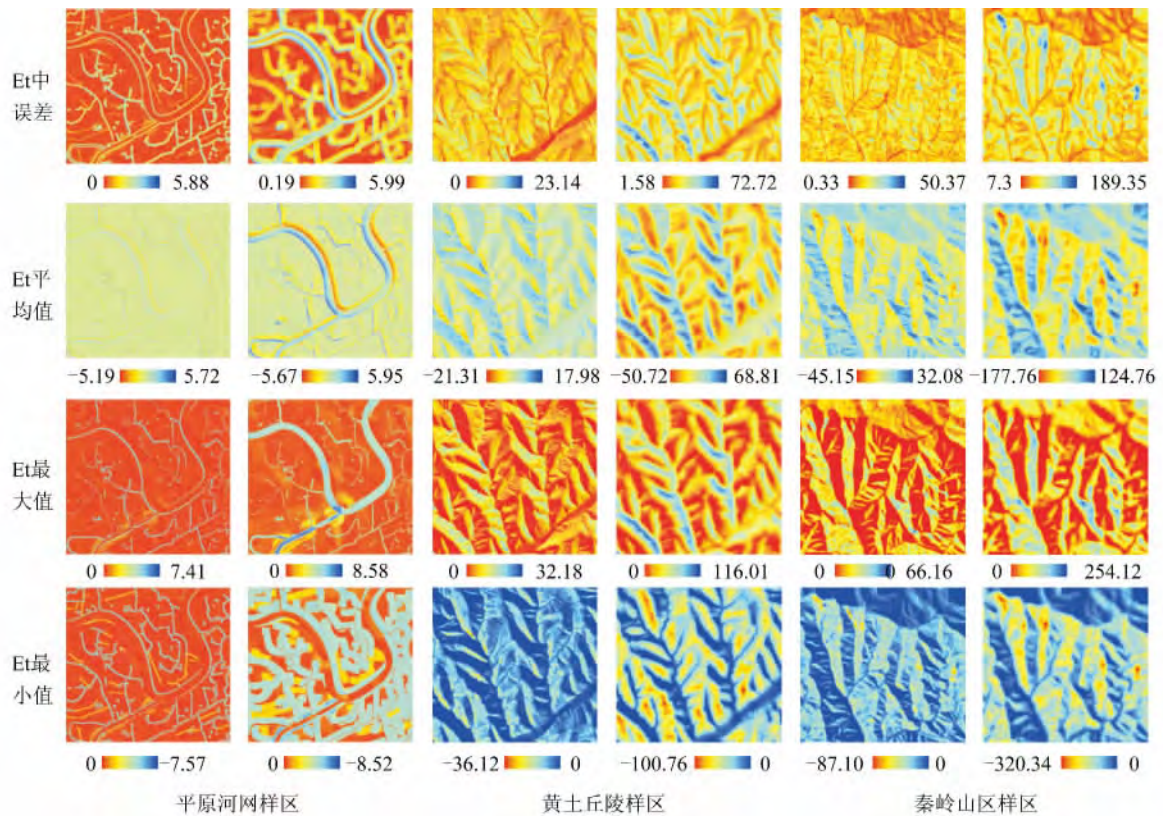 Et中
误差
0 5.88 0.19 5.99 0 23.14 1.58 72.72 0.33 50.37 7.3 189.35
Et平
均值
−5.19 5.72 −5.67 5.95 −21.31 17.98 −50.72 68.81 −45.15 32.08 −177.76 124.76
Et最
大值
0 7.41 0 8.58 0 32.18 0 116.01 0 0 66.16 0 254.12
Et最
小值
0 −7.57 0 −8.52 −36.12 0 −100.76 0 −87.10 0 −320.34 0
平原河网样区 黄土丘陵样区 秦岭山区样区